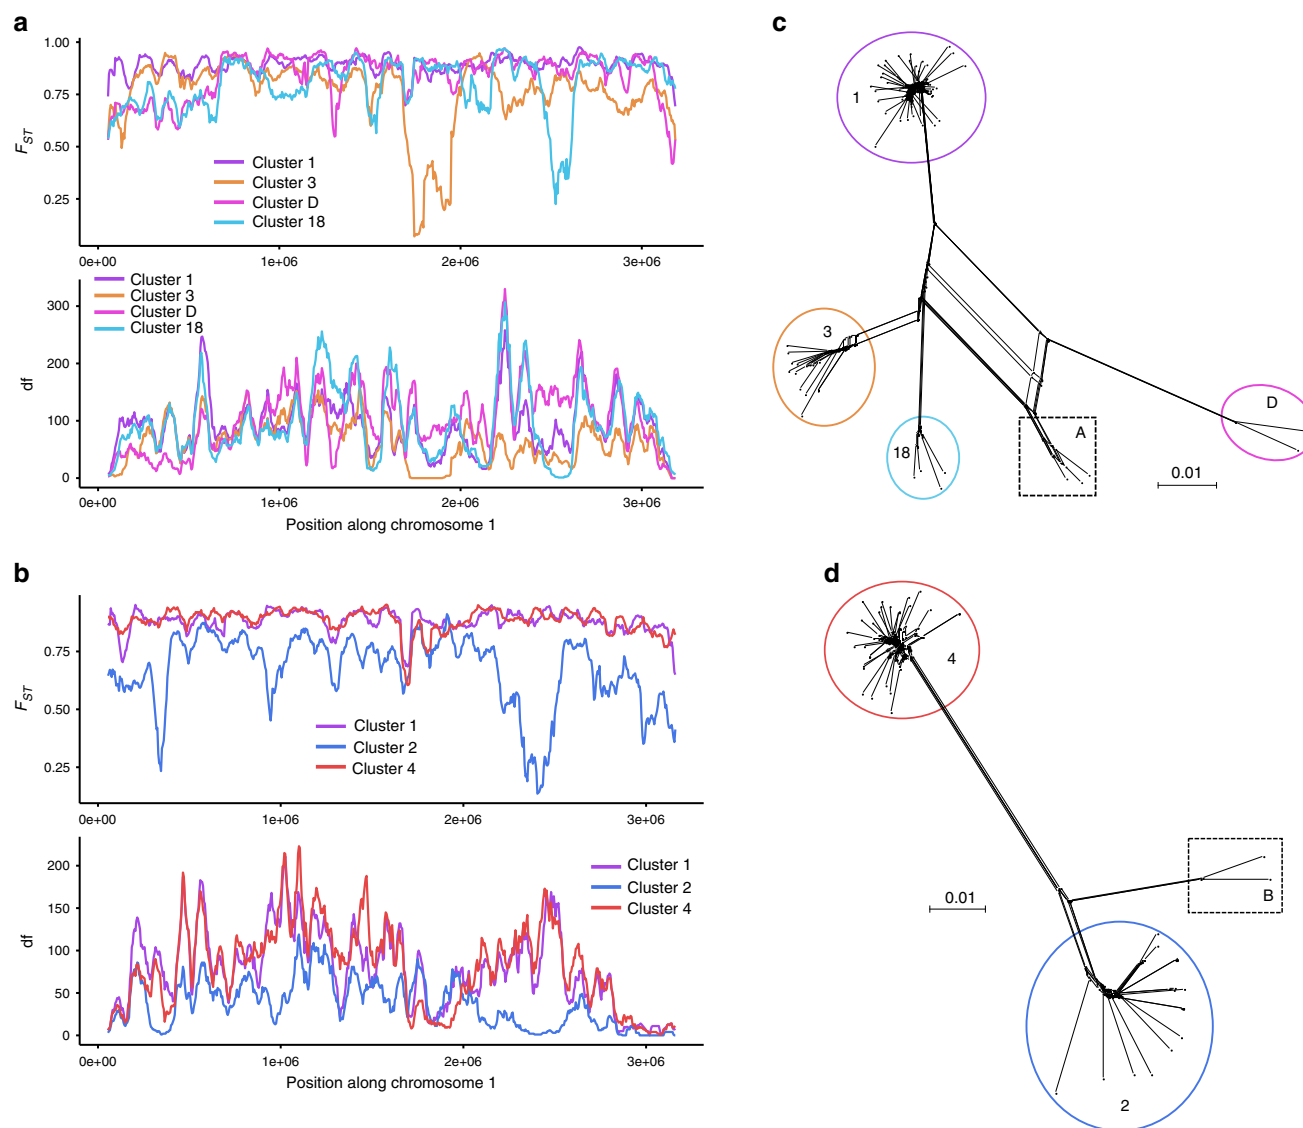 a
1.00
0.75
0.50
0.25
F_ST
Cluster 1
Cluster 3
Cluster D
Cluster 18
0e+00 1e+06 2e+06 3e+06
Cluster 1
Cluster 3
Cluster D
Cluster 18
300
200
100
0
df
0e+00 1e+06 2e+06 3e+06
Position along chromosome 1
b
0.75
0.50
0.25
F_ST
Cluster 1
Cluster 2
Cluster 4
0e+00 1e+06 2e+06 3e+06
200
150
100
50
0
df
Cluster 1
Cluster 2
Cluster 4
0e+00 1e+06 2e+06 3e+06
Position along chromosome 1
c
1
3
18
A
D
0.01
d
4
0.01
B
2